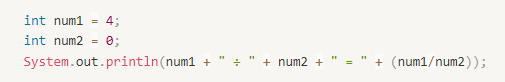 int num1 = 4;
int num2 = 0;
System.out.println(num1 + " ÷ " + num2 + " = " + (num1/num2));